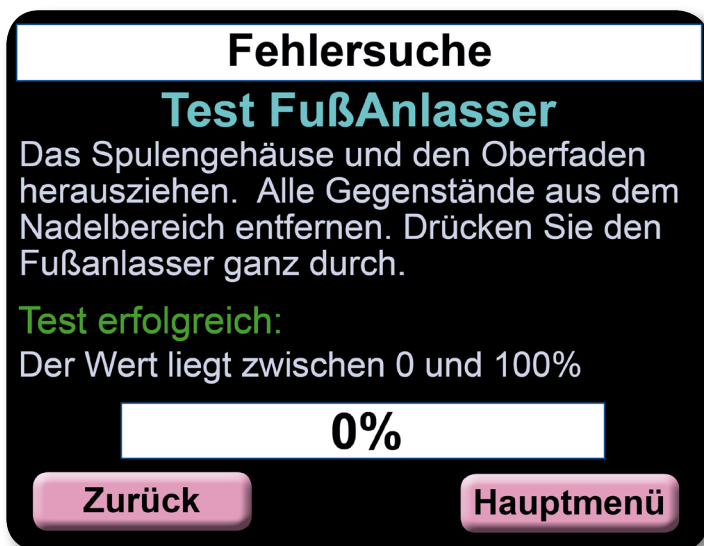 Fehlersuche
Test FußAnlasser
Das Spulengehäuse und den Oberfaden
herausziehen.  Alle Gegenstände aus dem
Nadelbereich entfernen. Drücken Sie den
Fußanlasser ganz durch.
Test erfolgreich:
Der Wert liegt zwischen 0 und 100%
0%
Zurück
Hauptmenü